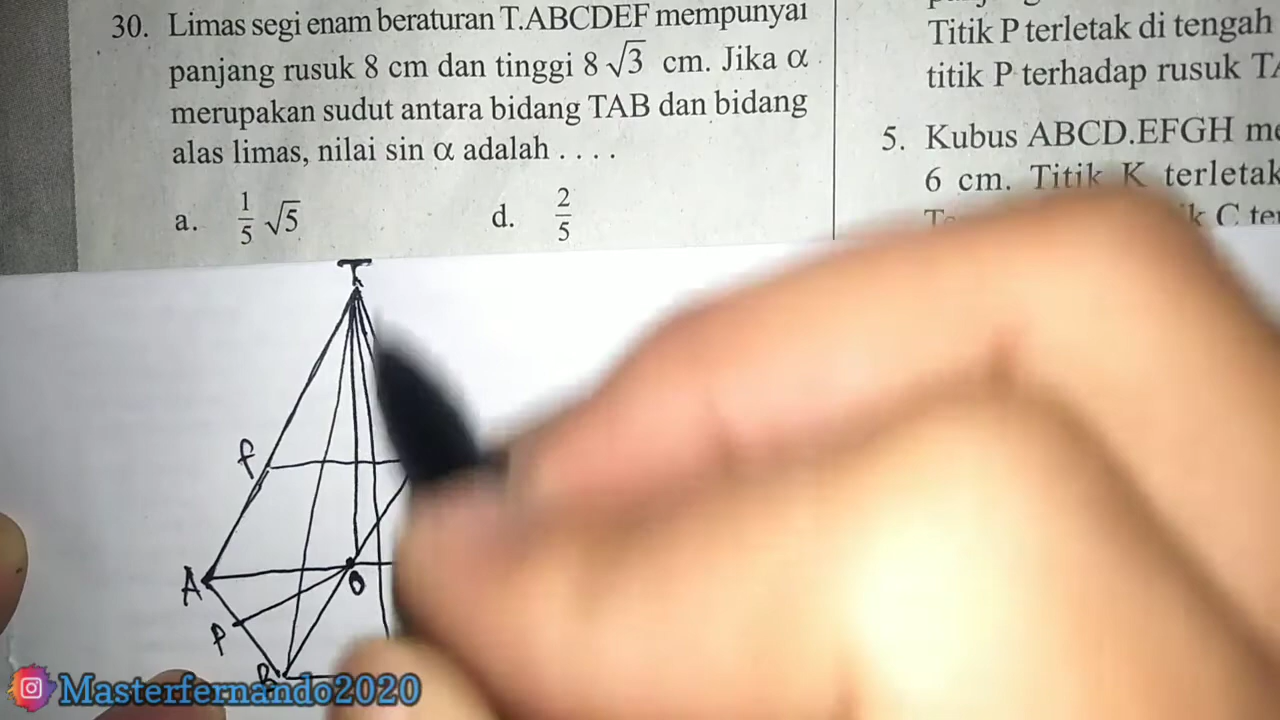 30. Limas segi enam beraturan T.ABCDEF mempunyai
panjang rusuk 8 cm dan tinggi 8 √3 cm. Jika α
merupakan sudut antara bidang TAB dan bidang
alas limas, nilai sin α adalah . . . .
a. 1/5 √5
d. 2/5
Titik P terletak di tengah
titik P terhadap rusuk
5. Kubus ABCD.EFGH
6 cm. Titik K terletak
k C
T
f
A
O
P
B
Masterfernando2020